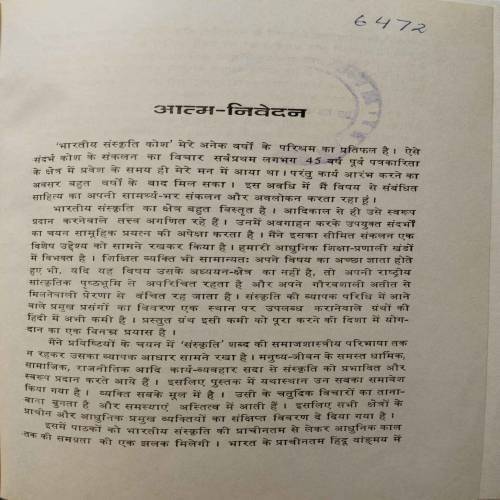 6472
आत्म-निवेदन
'भारतीय संस्कृति कोश' मेरे अनेक वर्षों के परिश्रम का प्रतिफल है। ऐसे
संदर्भ कोश के संकलन का विचार सर्वप्रथम लगभग 45 वर्ष पूर्व पत्रकारिता
के क्षेत्र में प्रवेश के समय ही मेरे मन में आया था। परंतु कार्य आरंभ करने का
अवसर बहुत वर्षों के बाद मिल सका। इस अवधि में मैं विषय से संबंधित
साहित्य का अपनी सामर्थ्य-भर संकलन और अवलोकन करता रहा हूं।
भारतीय संस्कृति का क्षेत्र बहुत विस्तृत है। आदिकाल से ही उसे स्वरूप
प्रदान करनेवाले तत्त्व अगणित रहे हैं। उनमें अवगाहन करके उपयुक्त संदर्भों
का चयन सामूहिक प्रयत्न की अपेक्षा करता है। मैंने इसका सीमित संकलन एक
विशेष उद्देश्य को सामने रखकर किया है। हमारी आधुनिक शिक्षा-प्रणाली खंडों
में विभक्त है। शिक्षित व्यक्ति भी सामान्यतः अपने विषय का अच्छा ज्ञाता होते
हुए भी, यदि यह विषय उसके अध्ययन-क्षेत्र का नहीं है, तो अपनी राष्ट्रीय
सांस्कृतिक पृष्ठभूमि से अपरिचित रहता है और अपने गौरवशाली अतीत से
मिलनेवाली प्रेरणा से वंचित रह जाता है। संस्कृति की व्यापक परिधि में आने
वाले प्रमुख प्रसंगों का विवरण एक स्थान पर उपलब्ध करानेवाले ग्रंथों की
हिंदी में अभी कमी है। प्रस्तुत ग्रंथ इसी कमी को पूरा करने की दिशा में योग-
दान का एक विनम्र प्रयास है।
मैंने प्रविष्टियों के चयन में 'संस्कृति' शब्द की समाजशास्त्रीय परिभाषा तक
न रहकर उसका व्यापक आधार सामने रखा है। मनुष्य-जीवन के समस्त धार्मिक,
सामाजिक, राजनीतिक आदि कार्य-व्यवहार सदा से संस्कृति को प्रभावित और
स्वरूप प्रदान करते आये हैं। इसलिए पुस्तक में यथास्थान उन सबका समावेश
किया गया है। व्यक्ति सबके मूल में है। उसी के चतुर्दिक विचारों का ताना-
बाना बुनता है और समस्याएं अस्तित्व में आती हैं। इसलिए सभी क्षेत्रों के
प्राचीन और आधुनिक प्रमुख व्यक्तियों का संक्षिप्त विवरण दे दिया गया है।
इसमें पाठकों को भारतीय संस्कृति की प्राचीनतम से लेकर आधुनिक काल
तक की समग्रता की एक झलक मिलेगी। भारत के प्राचीनतम हिंदू वाङ्मय में